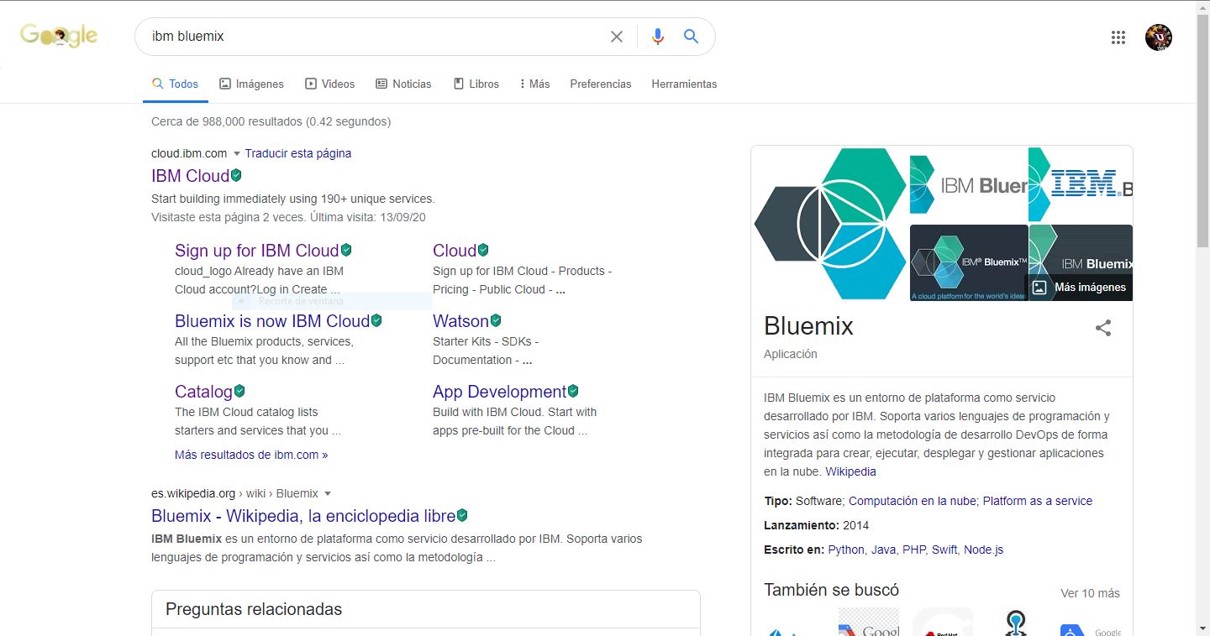 Google
ibm bluemix
Todos
Imágenes
Videos
Noticias
Libros
Más
Preferencias
Herramientas
Cerca de 988,000 resultados (0.42 segundos)
cloud.ibm.com Traducir esta página
IBM Cloud
Start building immediately using 190+ unique services.
Visitaste esta página 2 veces. Última visita: 13/09/20
Sign up for IBM Cloud
cloud_logo Already have an IBM
Cloud account?Log in Create ...
Recorte de ventana
Cloud
Sign up for IBM Cloud - Products -
Pricing - Public Cloud - ...
Bluemix is now IBM Cloud
All the Bluemix products, services,
support etc that you know and ...
Watson
Starter Kits - SDKs -
Documentation - ...
Catalog
The IBM Cloud catalog lists
starters and services that you ...
App Development
Build with IBM Cloud. Start with
apps pre-built for the Cloud ...
Más resultados de ibm.com »
es.wikipedia.org › wiki › Bluemix
Bluemix - Wikipedia, la enciclopedia libre
IBM Bluemix es un entorno de plataforma como servicio desarrollado por IBM. Soporta varios
lenguajes de programación y servicios así como la metodología ...
Preguntas relacionadas
IBM Bluem
IBM. B
IBM® Bluemix™
A cloud platform for the world's ideas
IBM Bluemix
Más imágenes
Bluemix
Aplicación
IBM Bluemix es un entorno de plataforma como servicio
desarrollado por IBM. Soporta varios lenguajes de programación y
servicios así como la metodología de desarrollo DevOps de forma
integrada para crear, ejecutar, desplegar y gestionar aplicaciones
en la nube. Wikipedia
Tipo: Software; Computación en la nube; Platform as a service
Lanzamiento: 2014
Escrito en: Python, Java, PHP, Swift, Node.js
También se buscó
Ver 10 más
Googl
Red Hat
Google